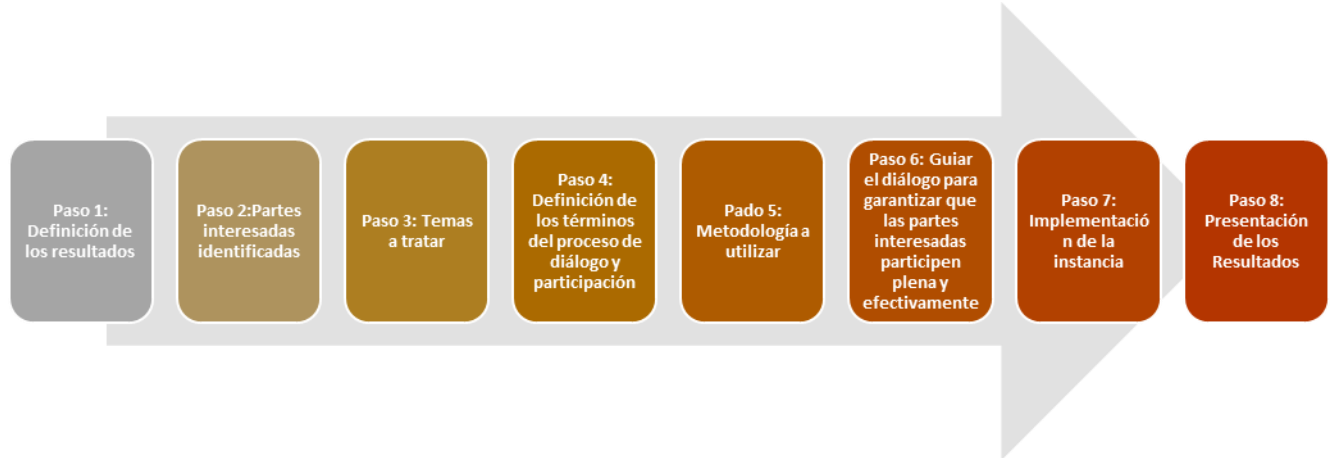 Paso 1:
Definición de
los resultados
Paso 2:Partes
interesadas
identificadas
Paso 3: Temas
a tratar
Paso 4:
Definición de
los términos
del proceso de
diálogo y
participación
Pado 5:
Metodología a
utilizar
Paso 6: Guiar
el diálogo para
garantizar que
las partes
interesadas
participen
plena y
efectivamente
Paso 7:
Implementació
n de la
instancia
Paso 8:
Presentación
de los
Resultados